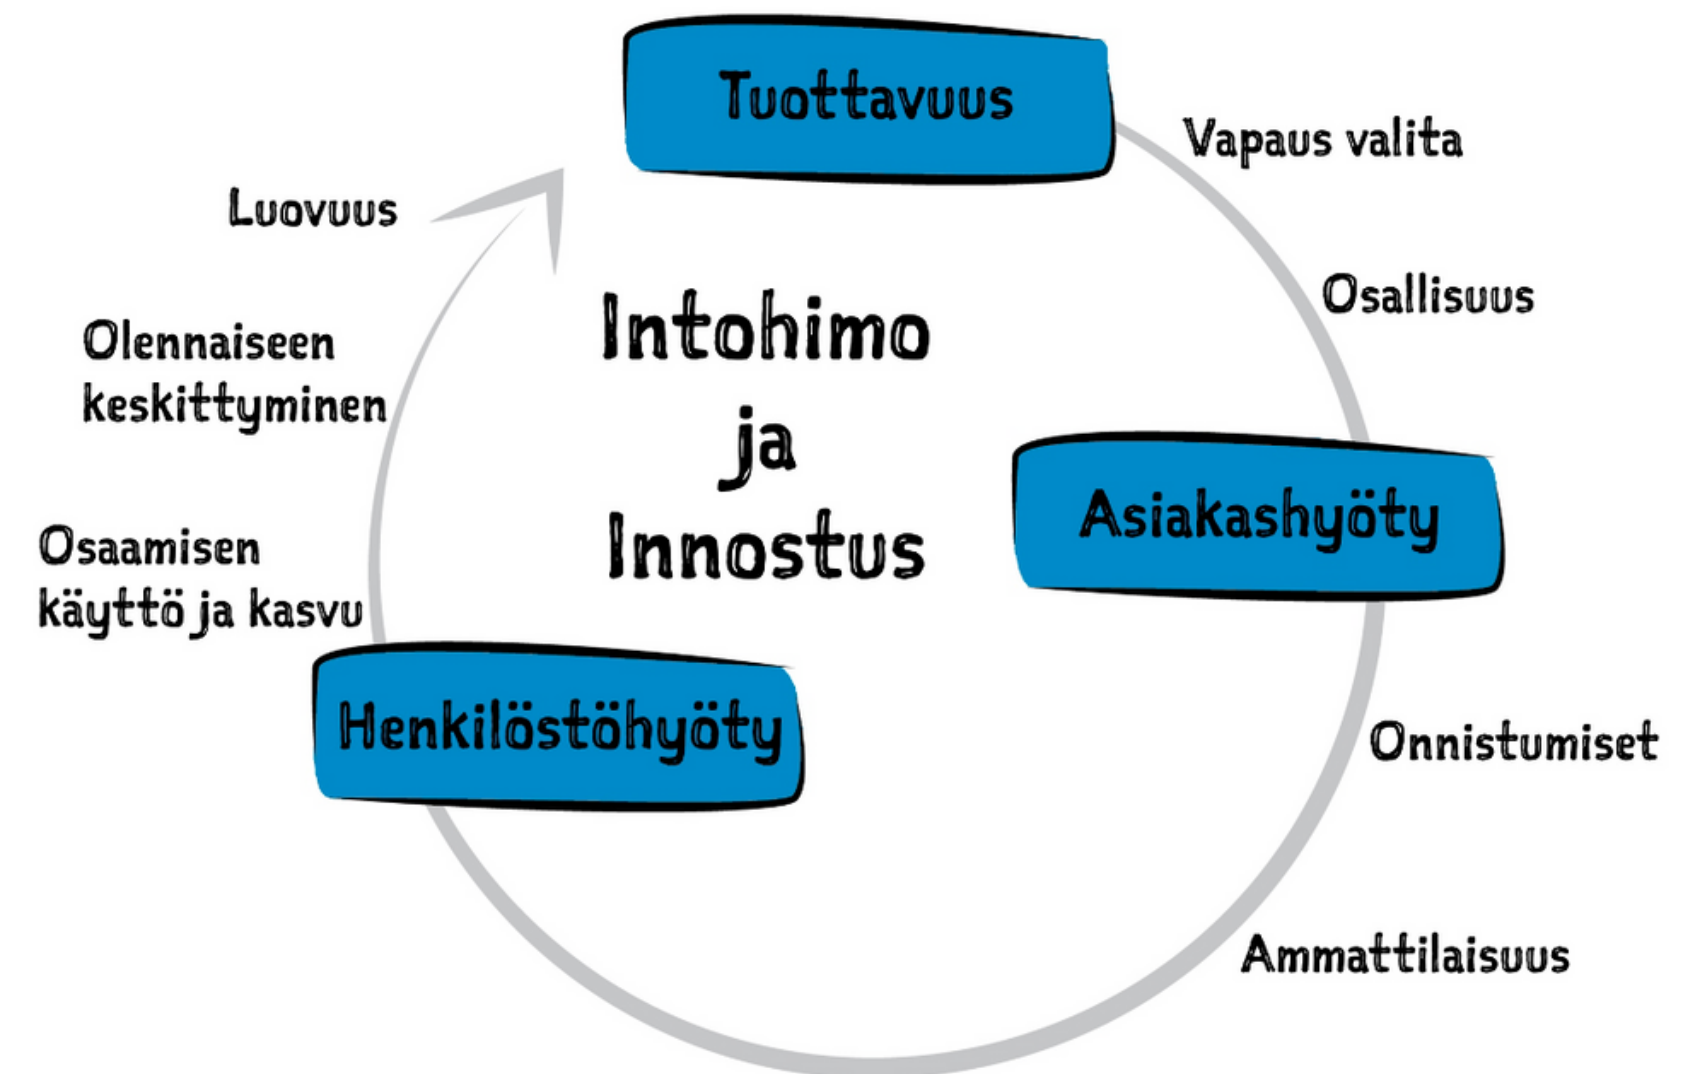 Tuottavuus
Vapaus valita
Luovuus
Osallisuus
Intohimo
ja
Innostus
Olennaiseen
keskittyminen
Asiakashyöty
Osaamisen
käyttö ja kasvu
Henkilöstöhyöty
Onnistumiset
Ammattilaisuus